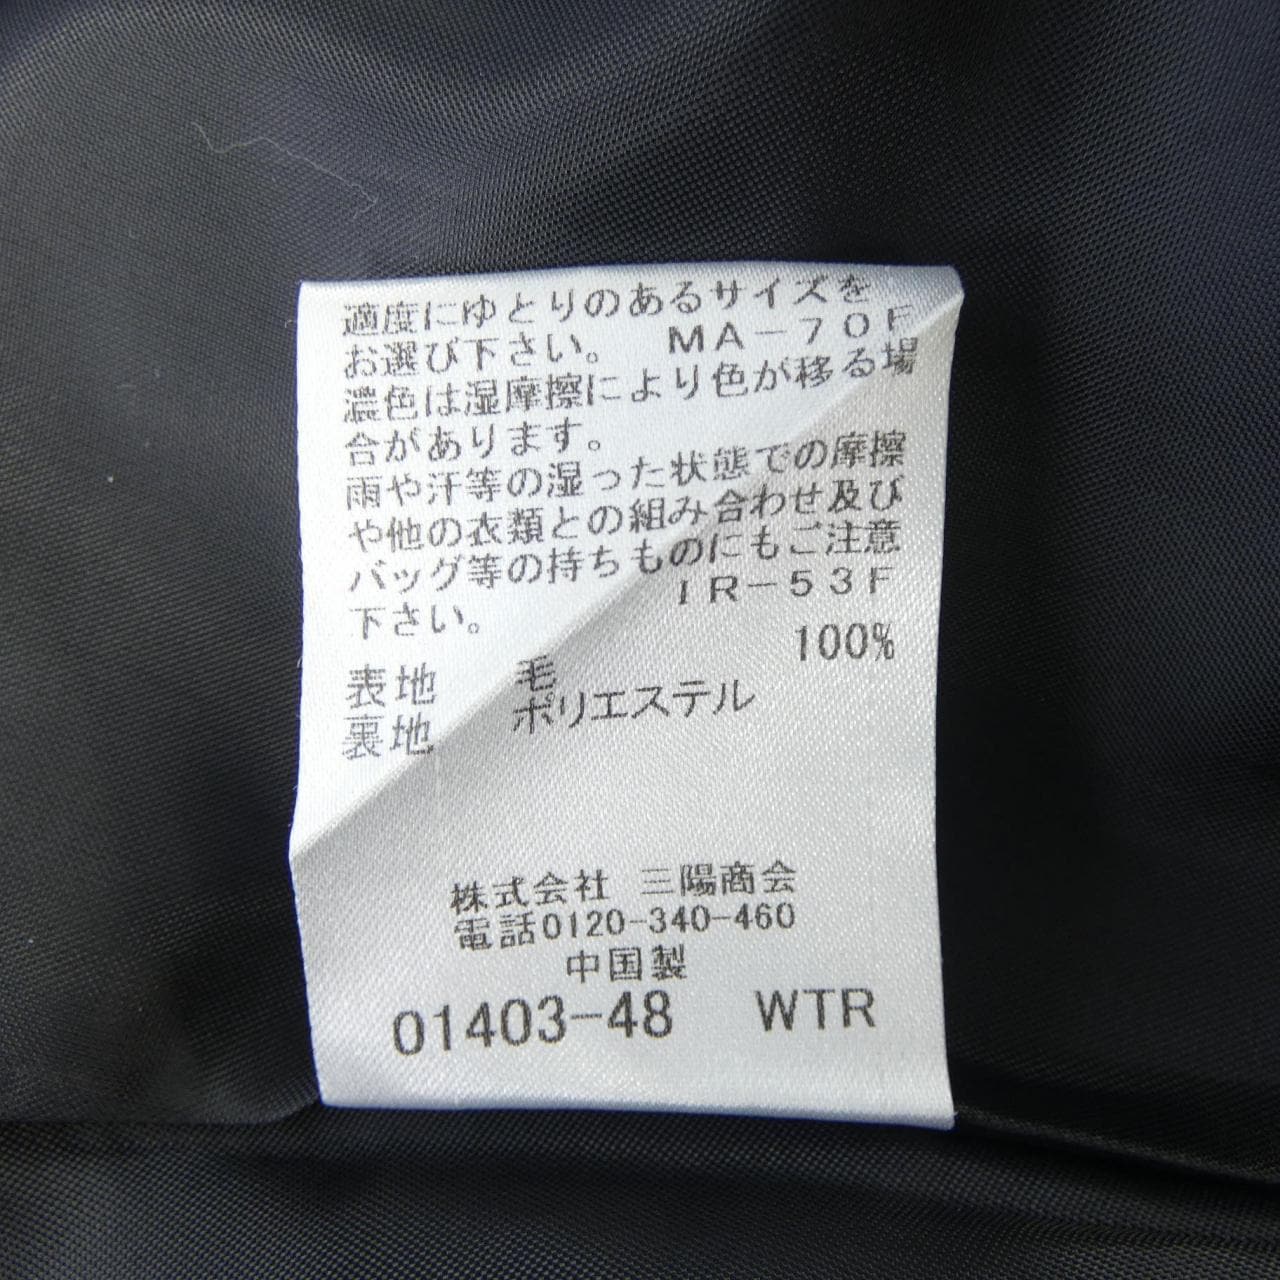 適度にゆとりのあるサイズを
お選び下さい。 MA-70F
濃色は湿摩擦により色が移る場
合があります。
雨や汗等の湿った状態での摩擦
や他の衣類との組み合わせ及び
バッグ等の持ちものにもご注意
下さい。 IR-53F
表地 毛 100%
裏地 ポリエステル
株式会社 三陽商会
電話0120-340-460
中国製
01403-48 WTR